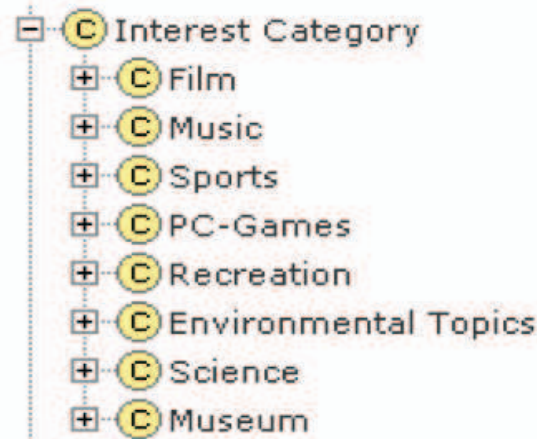 C Interest Category
C Film
C Music
C Sports
C PC-Games
C Recreation
C Environmental Topics
C Science
C Museum